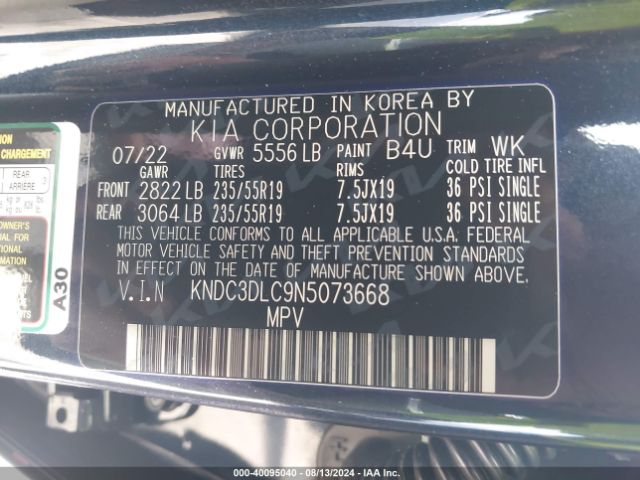 MANUFACTURED IN KOREA BY
KIA CORPORATION
07/22 GVWR 5556 LB PAINT B4U TRIM WK
GAWR TIRES RIMS COLD TIRE INFL
FRONT 2822 LB 235/55R19 7.5JX19 36 PSI SINGLE
REAR 3064 LB 235/55R19 7.5JX19 36 PSI SINGLE
THIS VEHICLE CONFORMS TO ALL APPLICABLE U.S.A. FEDERAL
MOTOR VEHICLE SAFETY AND THEFT PREVENTION STANDARDS
IN EFFECT ON THE DATE OF MANUFACTURE SHOWN ABOVE.
V.I.N KNDC3DLC9N5073668
MPV
CHARGEMENT
REAR
ARRIERE
A30
000-40095040 - 08/13/2024 - IAA Inc.